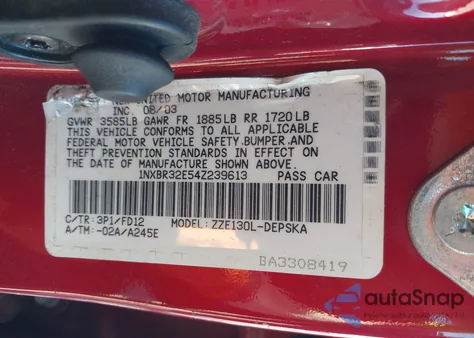 UNITED MOTOR MANUFACTURING
INC. 08/03
GVWR 3585LB GAWR FR 1885LB RR 1720LB
THIS VEHICLE CONFORMS TO ALL APPLICABLE
FEDERAL MOTOR VEHICLE SAFETY,BUMPER,AND
THEFT PREVENTION STANDARDS IN EFFECT ON
THE DATE OF MANUFACTURE SHOWN ABOVE.
1NXBR32E54Z239613 PASS CAR
C/TR: 3P1/FD12 MODEL: ZZE130L-DEPSKA
A/TM: -02A/A245E
BA3308419
autoSnap